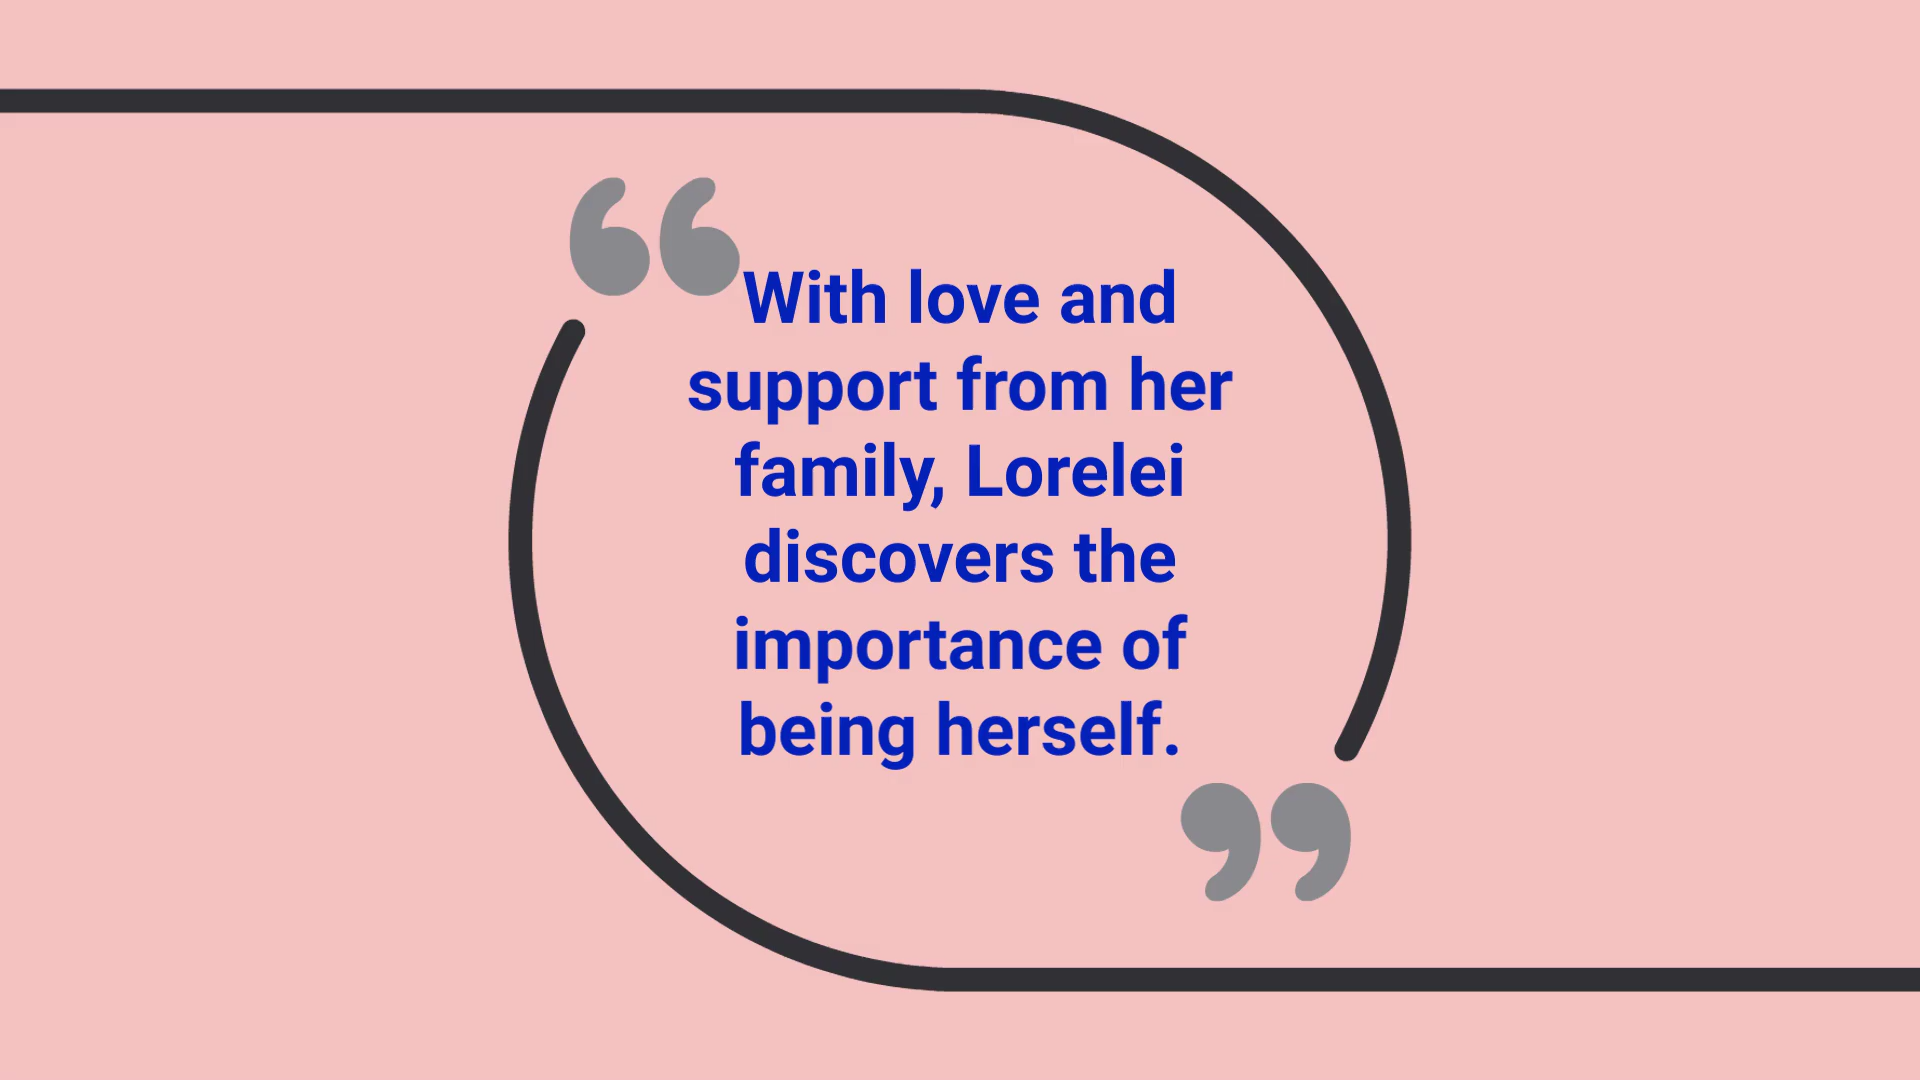 “With love and
support from her
family, Lorelei
discovers the
importance of
being herself.”